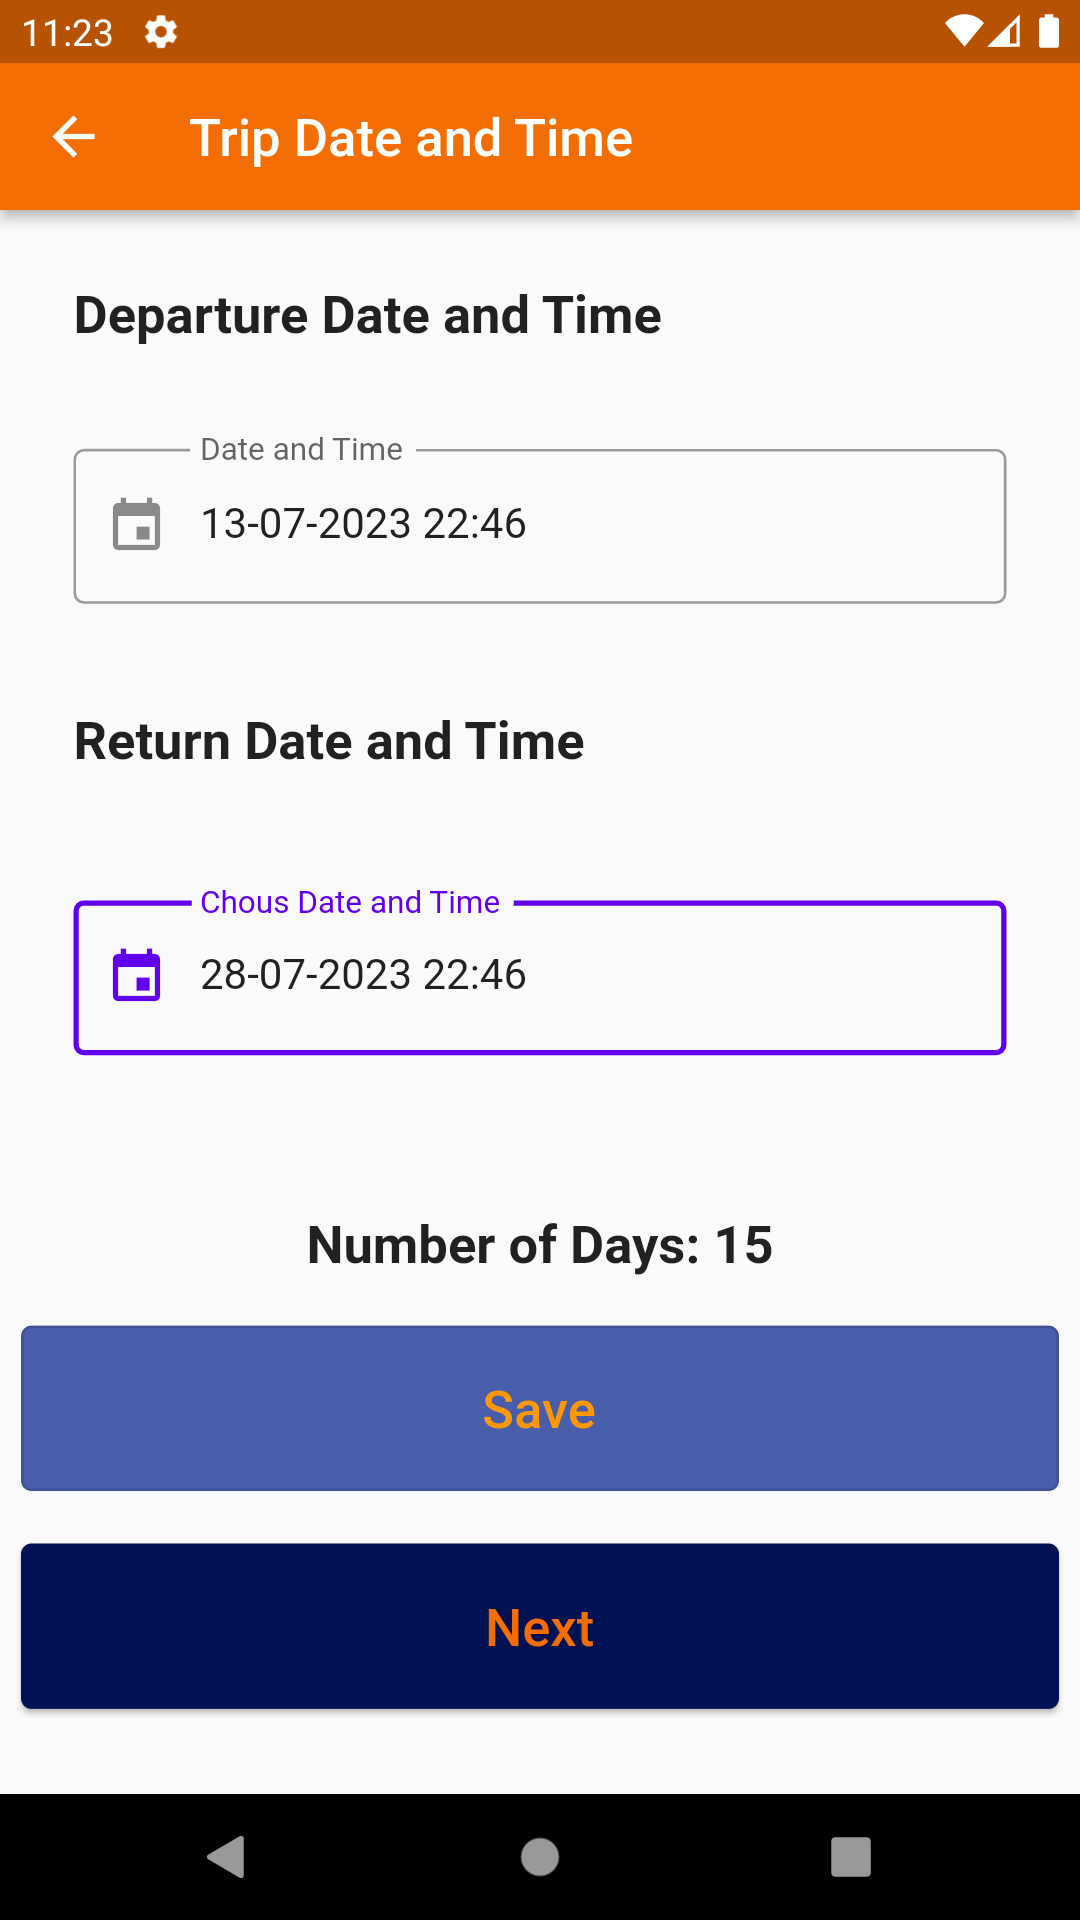 11:23
Trip Date and Time
Departure Date and Time
Date and Time
13-07-2023 22:46
Return Date and Time
Chous Date and Time
28-07-2023 22:46
Number of Days: 15
Save
Next